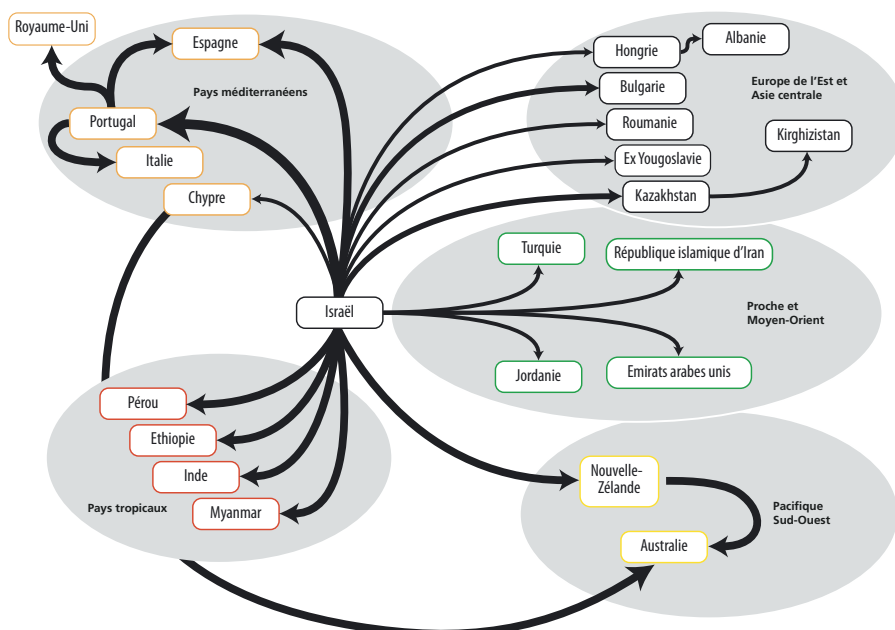 Royaume-Uni
Espagne
Pays méditerranéens
Portugal
Italie
Chypre
Hongrie
Albanie
Bulgarie
Europe de l'Est et
Asie centrale
Roumanie
Kirghizistan
Ex Yougoslavie
Kazakhstan
Turquie
République islamique d'Iran
Israël
Proche et
Moyen-Orient
Jordanie
Emirats arabes unis
Pérou
Ethiopie
Inde
Pays tropicaux
Myanmar
Nouvelle-
Zélande
Pacifique
Sud-Ouest
Australie